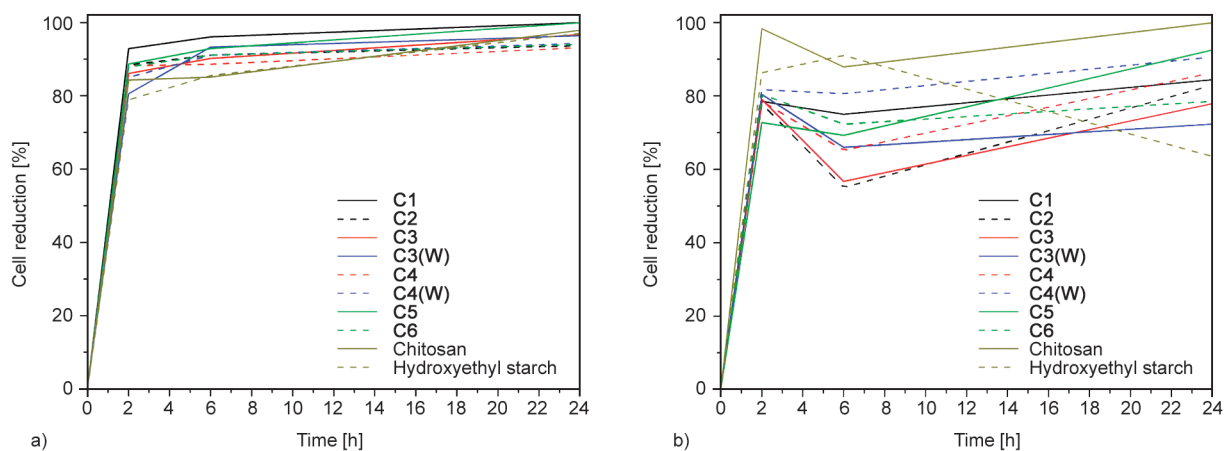 100
80
60
40
20
0
Cell reduction [%]
C1
C2
C3
C3(W)
C4
C4(W)
C5
C6
Chitosan
Hydroxyethyl starch
0 2 4 6 8 10 12 14 16 18 20 22 24
a)
Time [h]
100
80
60
40
20
0
Cell reduction [%]
C1
C2
C3
C3(W)
C4
C4(W)
C5
C6
Chitosan
Hydroxyethyl starch
0 2 4 6 8 10 12 14 16 18 20 22 24
b)
Time [h]